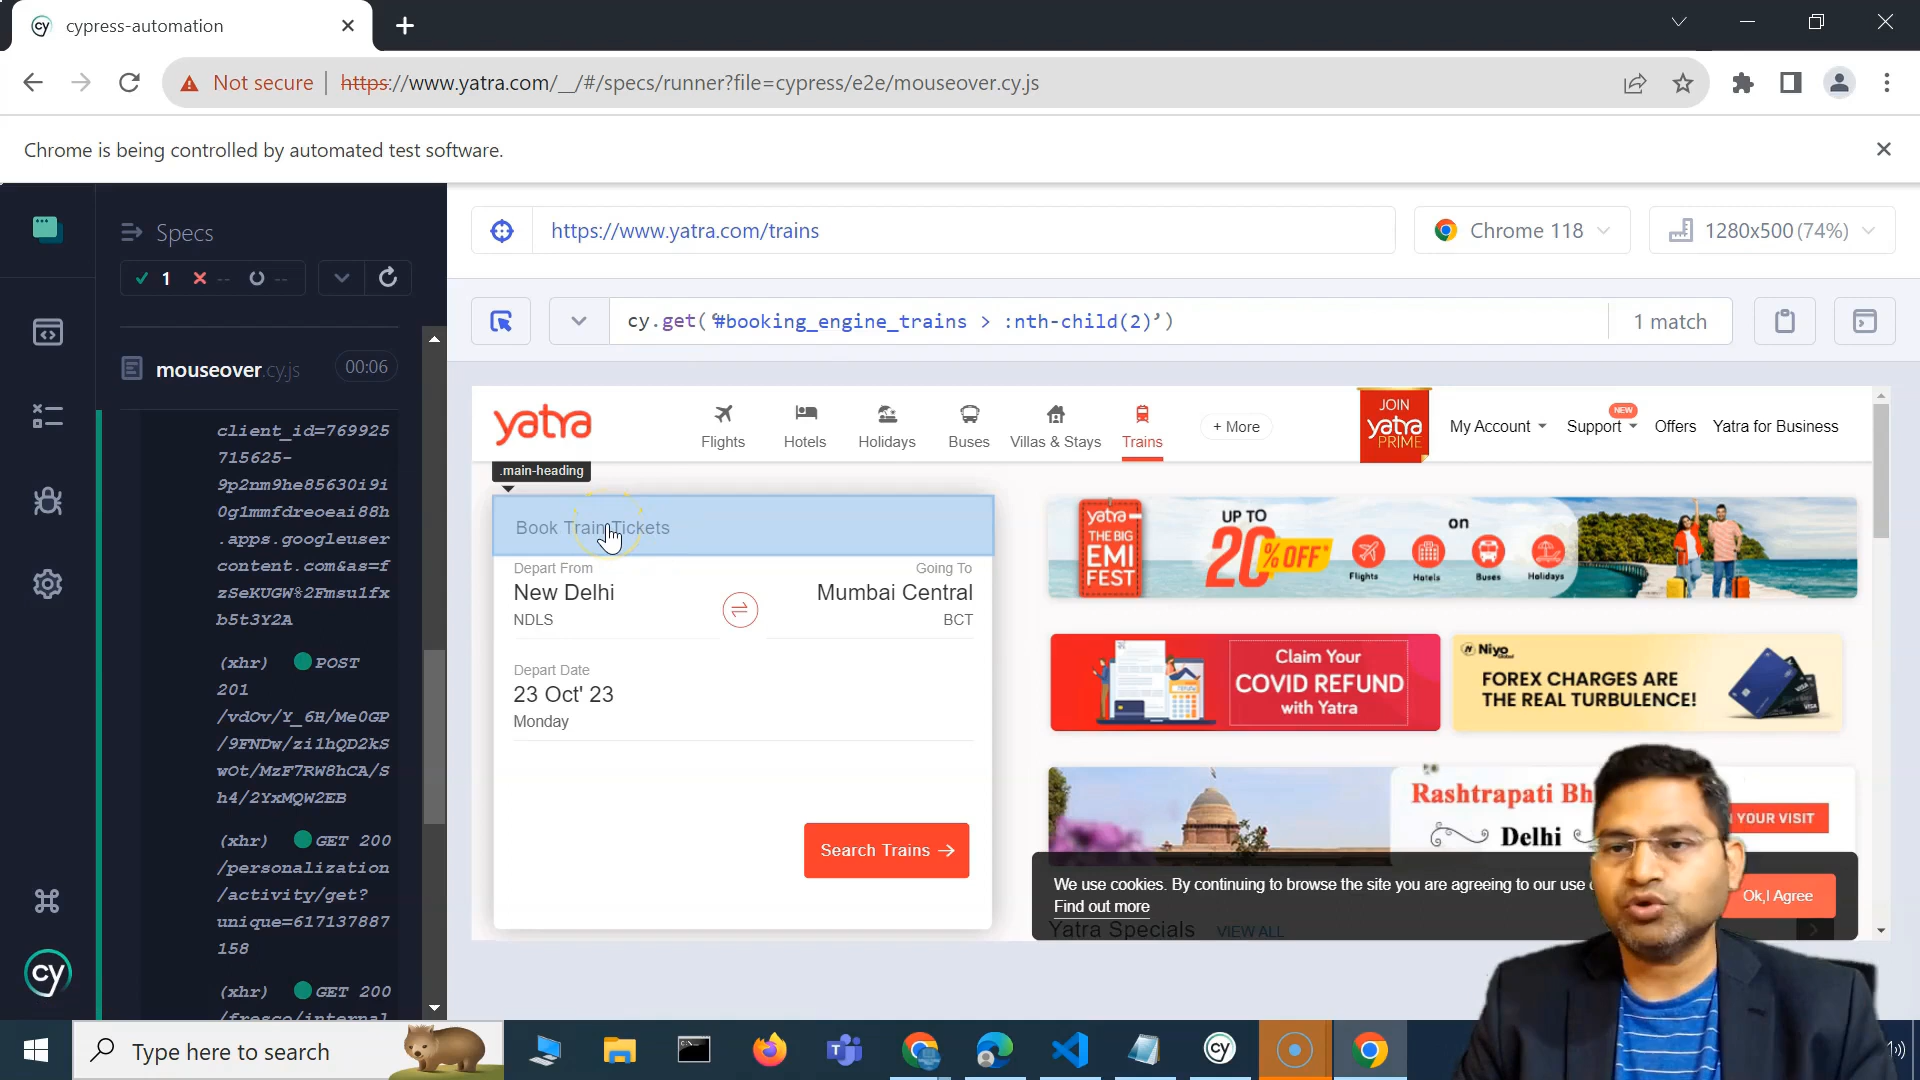 cypress-automation
Not secure
https://www.yatra.com/__/#/specs/runner?file=cypress/e2e/mouseover.cy.js
Chrome is being controlled by automated test software.
Specs
1 -- --
mouseover.cy.js 00:06
client_id=769925
715625-
9p2nm9he85630i9i
0g1mmfdreoeai88h
.apps.googleuser
content.com&as=f
zSeKUGW%2Fmsu1fx
b5t3Y2A
(xhr) POST
201
/vdOv/Y_6H/Me0GP
/9FNDw/zi1hQD2kS
wOt/MzF7RW8hCA/S
h4/2YxMQW2EB
(xhr) GET 200
/personalization
/activity/get?
unique=617137887
158
(xhr) GET 200
/fresco/internal
https://www.yatra.com/trains
Chrome 118
1280x500 (74%)
cy.get('#booking_engine_trains > :nth-child(2)')
1 match
yatra
Flights
Hotels
Holidays
Buses
Villas & Stays
Trains
+ More
JOIN
yatra
PRIME
My Account
NEW
Support
Offers
Yatra for Business
.main-heading
Book Train Tickets
Depart From
New Delhi
NDLS
Going To
Mumbai Central
BCT
Depart Date
23 Oct' 23
Monday
Search Trains
yatra
THE BIG
EMI
FEST
UP TO
20% OFF*
on
Flights
Hotels
Buses
Holidays
Claim Your
COVID REFUND
with Yatra
Niyo
Global
FOREX CHARGES ARE
THE REAL TURBULENCE!
Rashtrapati Bh
Delhi
YOUR VISIT
We use cookies. By continuing to browse the site you are agreeing to our use
Find out more
Ok,I Agree
Yatra Specials
VIEW ALL
Type here to search
cy